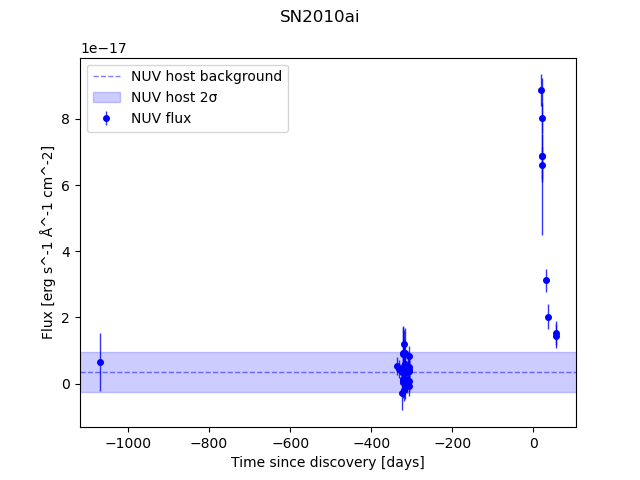 SN2010ai
1e−17
NUV host background
NUV host 2σ
NUV flux
Flux [erg s^-1 Å^-1 cm^-2]
8
6
4
2
0
−1000 −800 −600 −400 −200 0
Time since discovery [days]